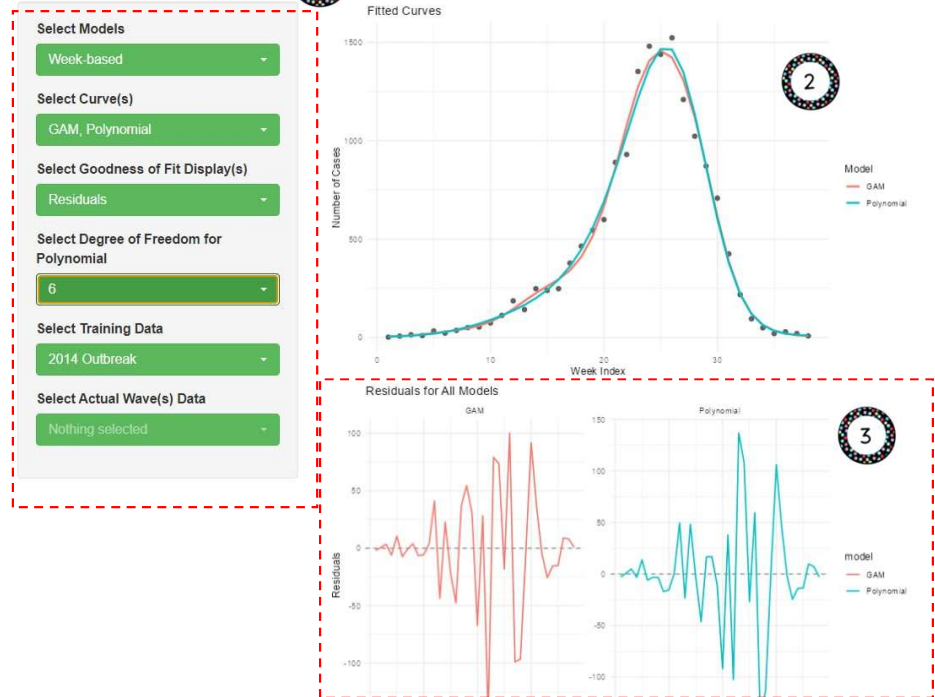 Select Models
Week-based
Select Curve(s)
GAM, Polynomial
Select Goodness of Fit Display(s)
Residuals
Select Degree of Freedom for
Polynomial
6
Select Training Data
2014 Outbreak
Select Actual Wave(s) Data
Nothing selected
Fitted Curves
1500
1000
500
0
Number of Cases
0 10 20 30
Week Index
2
Model
GAM
Polynomial
Residuals for All Models
GAM
Polynomial
100
50
0
-50
-100
Residuals
150
100
50
0
-50
-100
3
model
GAM
Polynomial